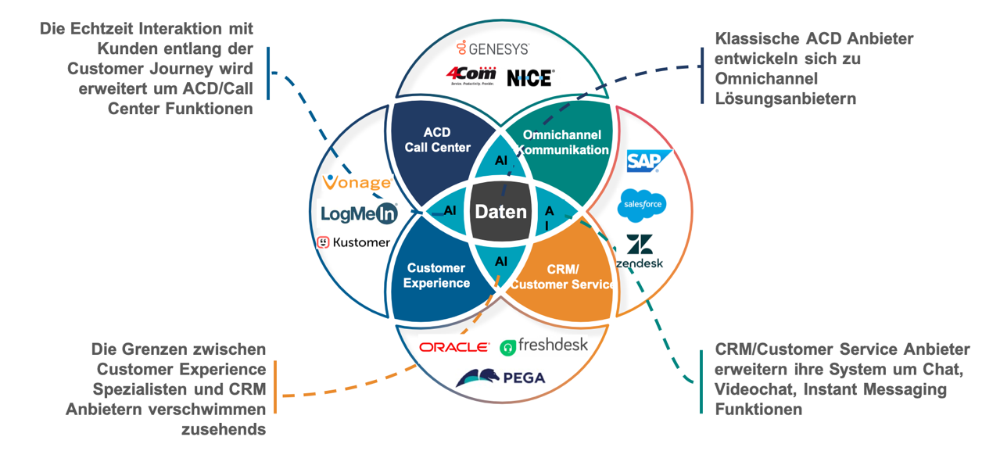 Die Echtzeit Interaktion mit
Kunden entlang der
Customer Journey wird
erweitert um ACD/Call
Center Funktionen
Klassische ACD Anbieter
entwickeln sich zu
Omnichannel
Lösungsanbietern
GENESYS
4Com
Service. Productivity. Provider.
NICE®
ACD
Call Center
Omnichannel
Kommunikation
AI
vonage®
LogMeIn
Kustomer
AI
Daten
A
I
SAP
salesforce
zendesk
AI
Customer
Experience
CRM/
Customer Service
ORACLE®
freshdesk
PEGA
Die Grenzen zwischen
Customer Experience
Spezialisten und CRM
Anbietern verschwimmen
zusehends
CRM/Customer Service Anbieter
erweitern ihre System um Chat,
Videochat, Instant Messaging
Funktionen